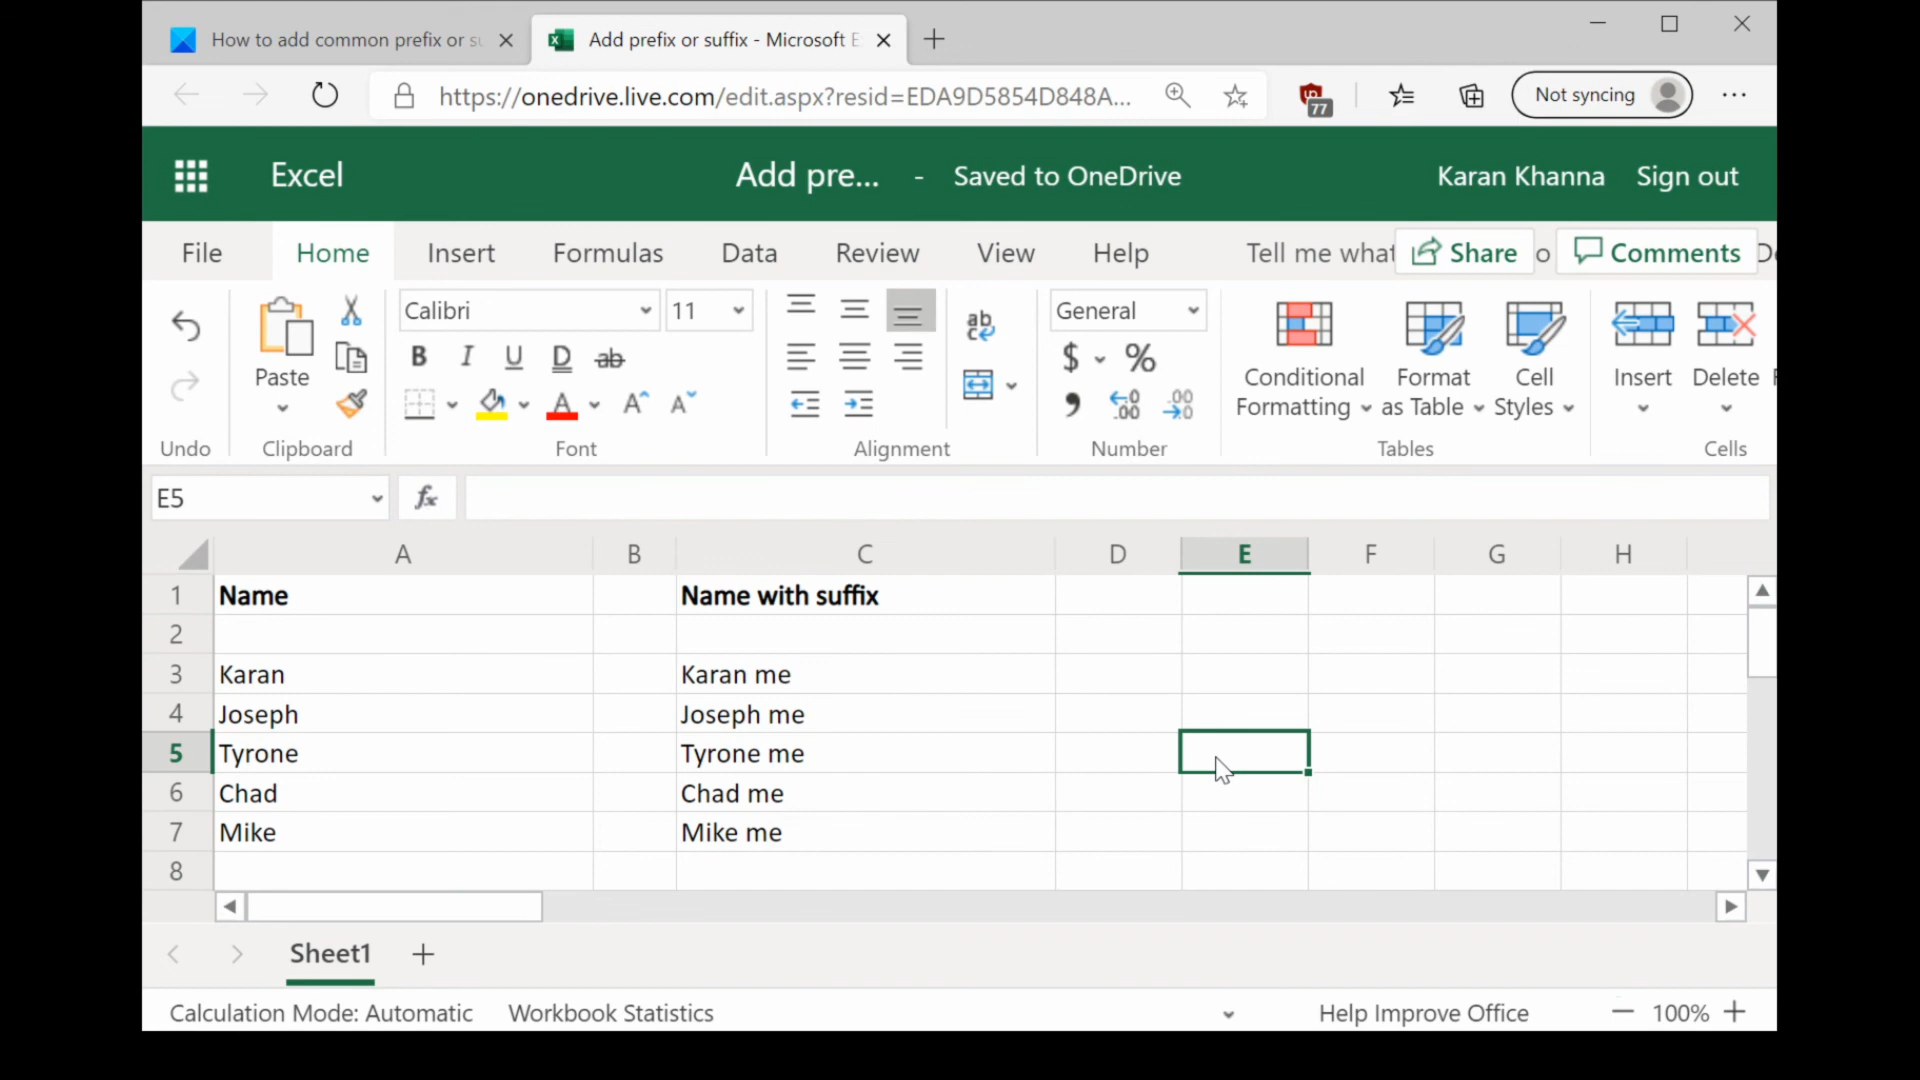 How to add common prefix or su
Add prefix or suffix - Microsoft E
https://onedrive.live.com/edit.aspx?resid=EDA9D5854D848A...
77
Not syncing
Excel
Add pre... - Saved to OneDrive
Karan Khanna
Sign out
File Home Insert Formulas Data Review View Help Tell me what Share o Comments
Calibri 11
ab
General
Paste
B I U D ab
$ %
Conditional Formatting
Format as Table
Cell Styles
Insert
Delete
A A A
Undo Clipboard Font Alignment Number Tables Cells
E5 fx
A B C D E F G H
1 Name Name with suffix
2
3 Karan Karan me
4 Joseph Joseph me
5 Tyrone Tyrone me
6 Chad Chad me
7 Mike Mike me
8
Sheet1
Calculation Mode: Automatic Workbook Statistics Help Improve Office 100%